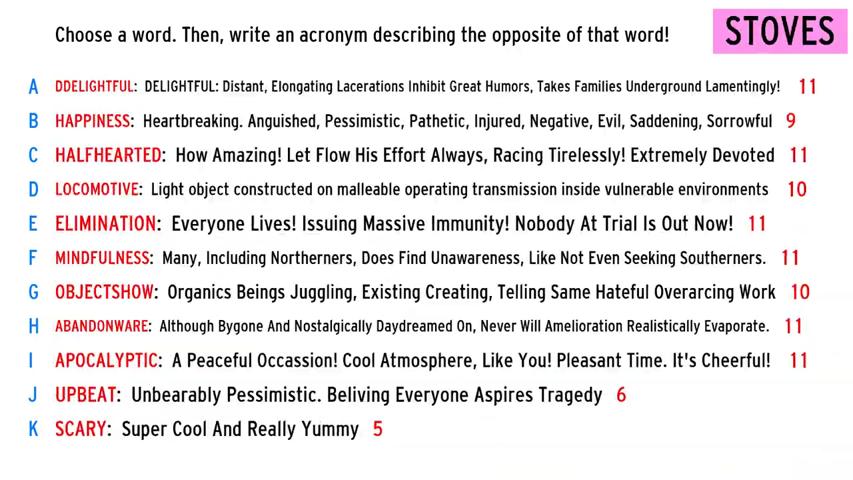 Choose a word. Then, write an acronym describing the opposite of that word!
STOVES
A DDELIGHTFUL: DELIGHTFUL: Distant, Elongating Lacerations Inhibit Great Humors, Takes Families Underground Lamentingly! 11
B HAPPINESS: Heartbreaking. Anguished, Pessimistic, Pathetic, Injured, Negative, Evil, Saddening, Sorrowful 9
C HALFHEARTED: How Amazing! Let Flow His Effort Always, Racing Tirelessly! Extremely Devoted 11
D LOCOMOTIVE: Light object constructed on malleable operating transmission inside vulnerable environments 10
E ELIMINATION: Everyone Lives! Issuing Massive Immunity! Nobody At Trial Is Out Now! 11
F MINDFULNESS: Many, Including Northerners, Does Find Unawareness, Like Not Even Seeking Southerners. 11
G OBJECTSHOW: Organics Beings Juggling, Existing Creating, Telling Same Hateful Overarcing Work 10
H ABANDONWARE: Although Bygone And Nostalgically Daydreamed On, Never Will Amelioration Realistically Evaporate. 11
I APOCALYPTIC: A Peaceful Occassion! Cool Atmosphere, Like You! Pleasant Time. It's Cheerful! 11
J UPBEAT: Unbearably Pessimistic. Beliving Everyone Aspires Tragedy 6
K SCARY: Super Cool And Really Yummy 5